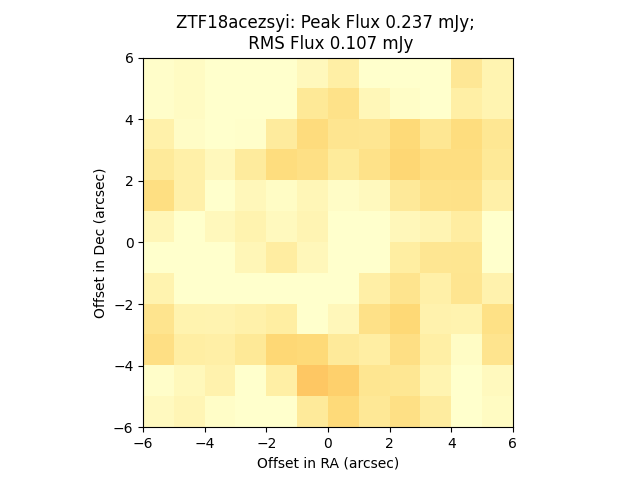 ZTF18acezsyi: Peak Flux 0.237 mJy;
RMS Flux 0.107 mJy
6
4
2
0
−2
−4
−6
Offset in Dec (arcsec)
−6 −4 −2 0 2 4 6
Offset in RA (arcsec)